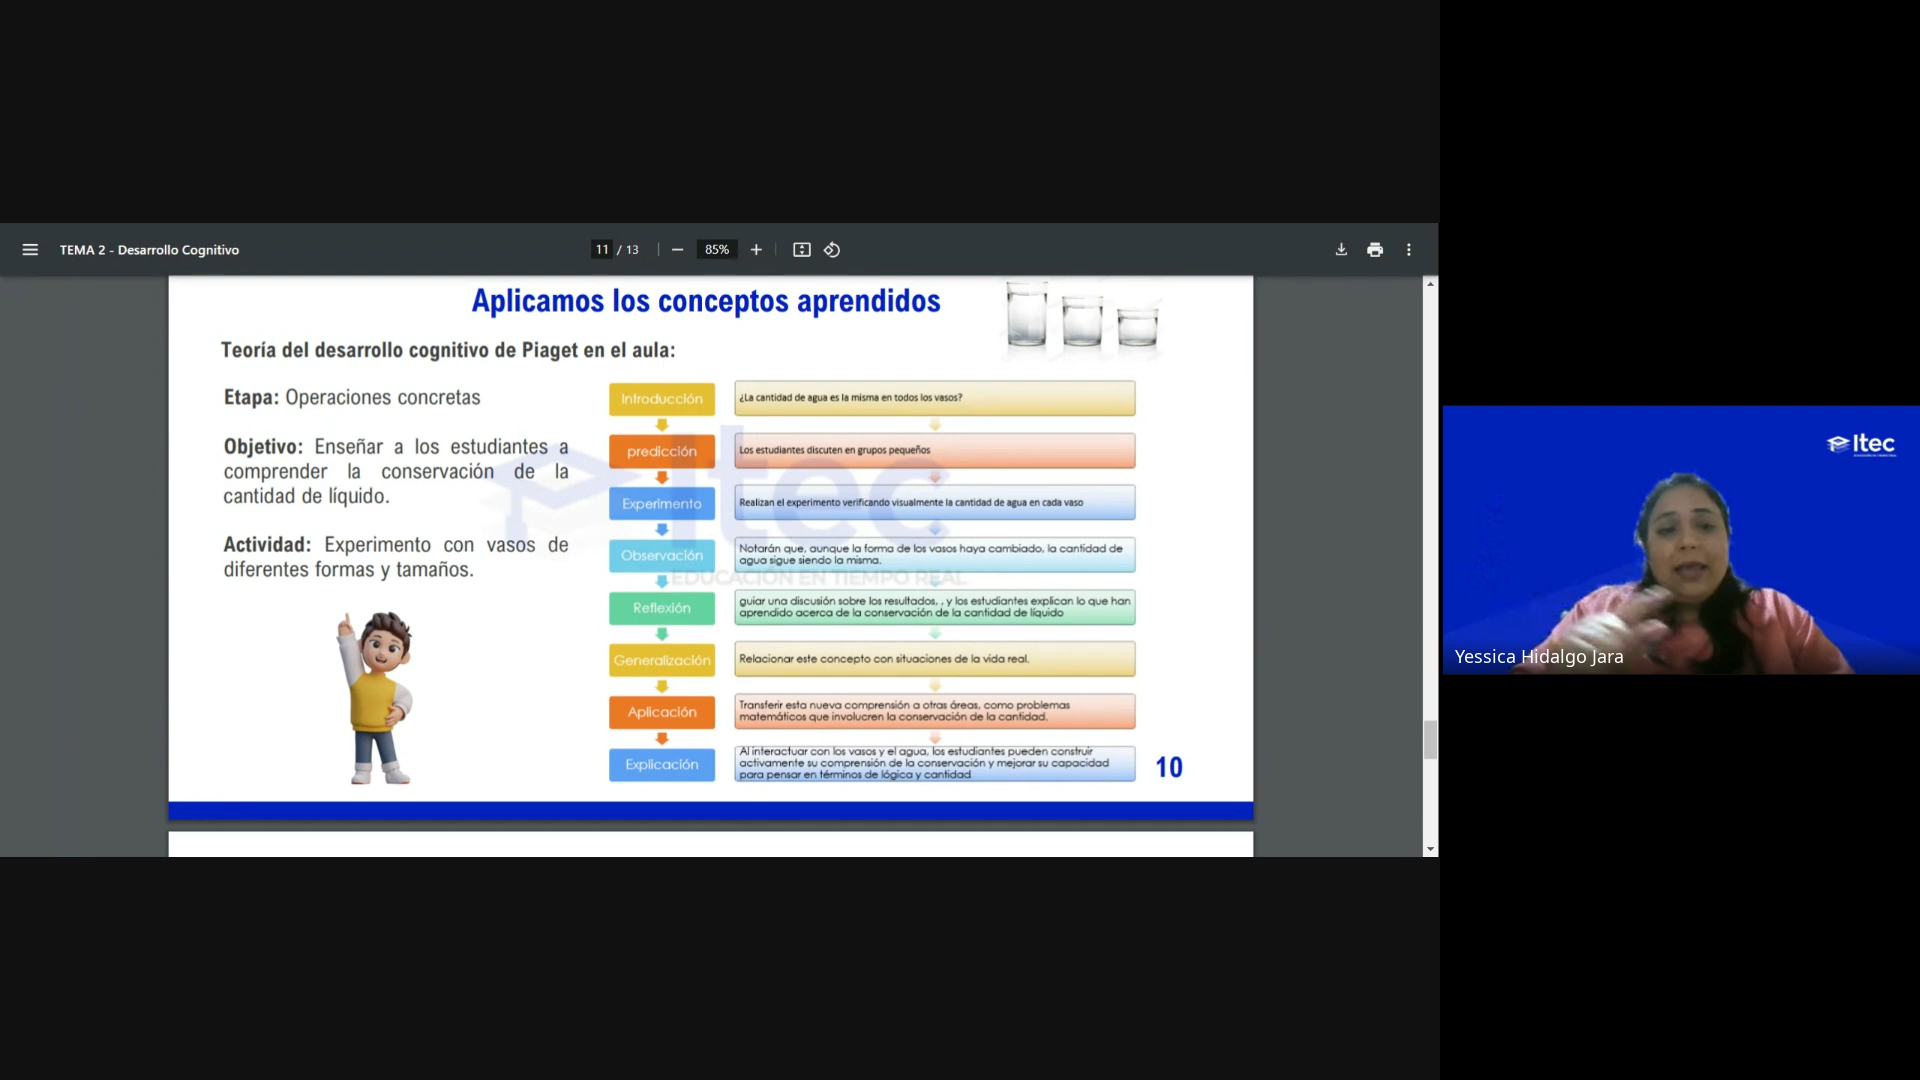 TEMA 2 - Desarrollo Cognitivo
11 / 13
85%
Aplicamos los conceptos aprendidos
Teoría del desarrollo cognitivo de Piaget en el aula:
Etapa: Operaciones concretas
Objetivo: Enseñar a los estudiantes a
comprender la conservación de la
cantidad de líquido.
Actividad: Experimento con vasos de
diferentes formas y tamaños.
Introducción
¿La cantidad de agua es la misma en todos los vasos?
predicción
Los estudiantes discuten en grupos pequeños
Experimento
Realizan el experimento verificando visualmente la cantidad de agua en cada vaso
Observación
Notarán que, aunque la forma de los vasos haya cambiado, la cantidad de
agua sigue siendo la misma.
Reflexión
guiar una discusión sobre los resultados, , y los estudiantes explican lo que han
aprendido acerca de la conservación de la cantidad de líquido
Generalización
Relacionar este concepto con situaciones de la vida real.
Aplicación
Transferir esta nueva comprensión a otras áreas, como problemas
matemáticos que involucren la conservación de la cantidad.
Explicación
Al interactuar con los vasos y el agua, los estudiantes pueden construir
activamente su comprensión de la conservación y mejorar su capacidad
para pensar en términos de lógica y cantidad
10
Itec
EDUCACIÓN EN TIEMPO REAL
Itec
Yessica Hidalgo Jara